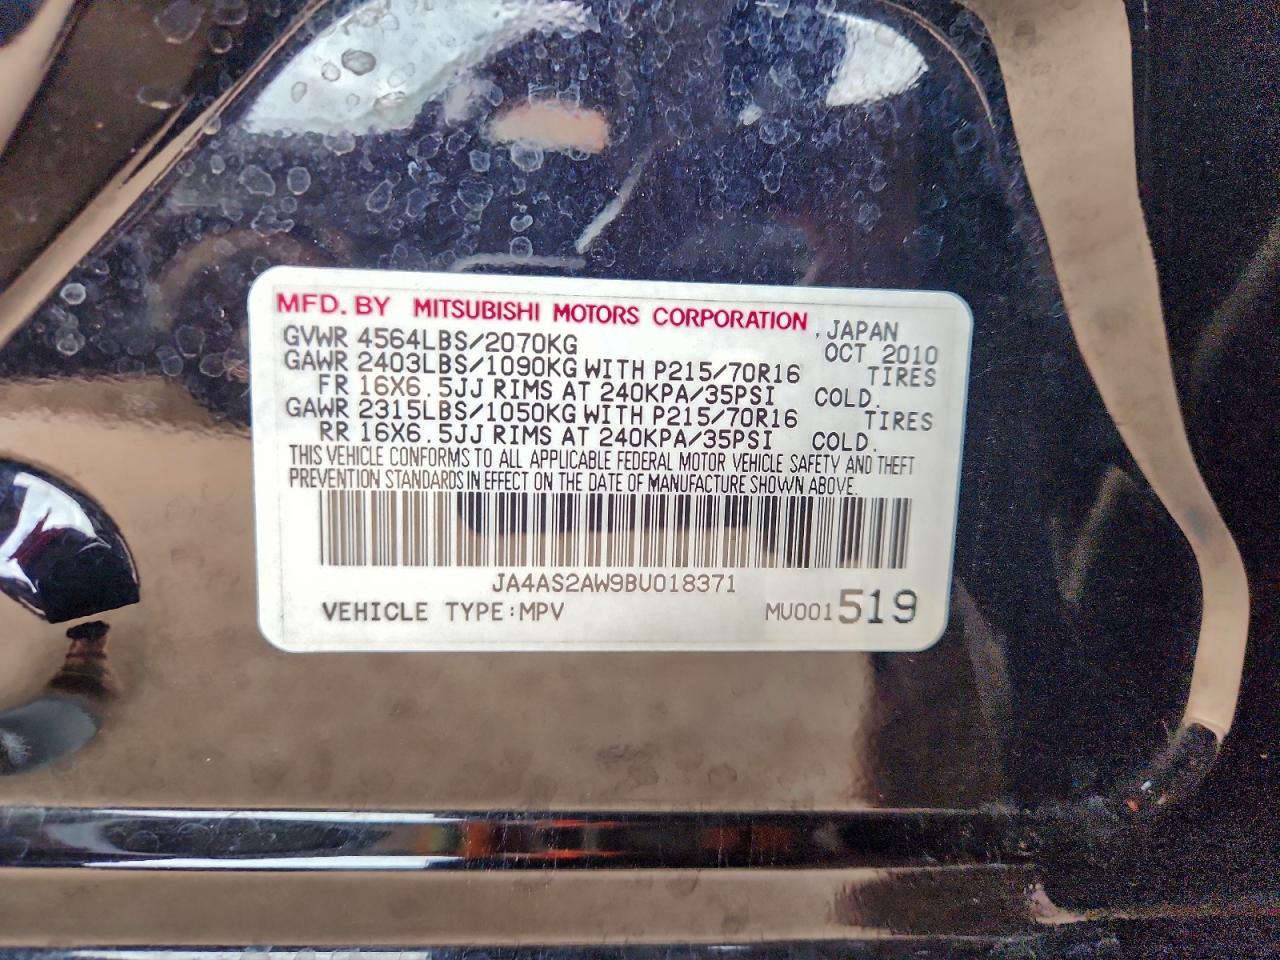 MFD. BY MITSUBISHI MOTORS CORPORATION, JAPAN
GVWR 4564LBS/2070KG OCT 2010
GAWR 2403LBS/1090KG WITH P215/70R16 TIRES
FR 16X6.5JJ RIMS AT 240KPA/35PSI COLD.
GAWR 2315LBS/1050KG WITH P215/70R16 TIRES
RR 16X6.5JJ RIMS AT 240KPA/35PSI COLD.
THIS VEHICLE CONFORMS TO ALL APPLICABLE FEDERAL MOTOR VEHICLE SAFETY AND THEFT
PREVENTION STANDARDS IN EFFECT ON THE DATE OF MANUFACTURE SHOWN ABOVE.
JA4AS2AW9BU018371
VEHICLE TYPE:MPV MU001519